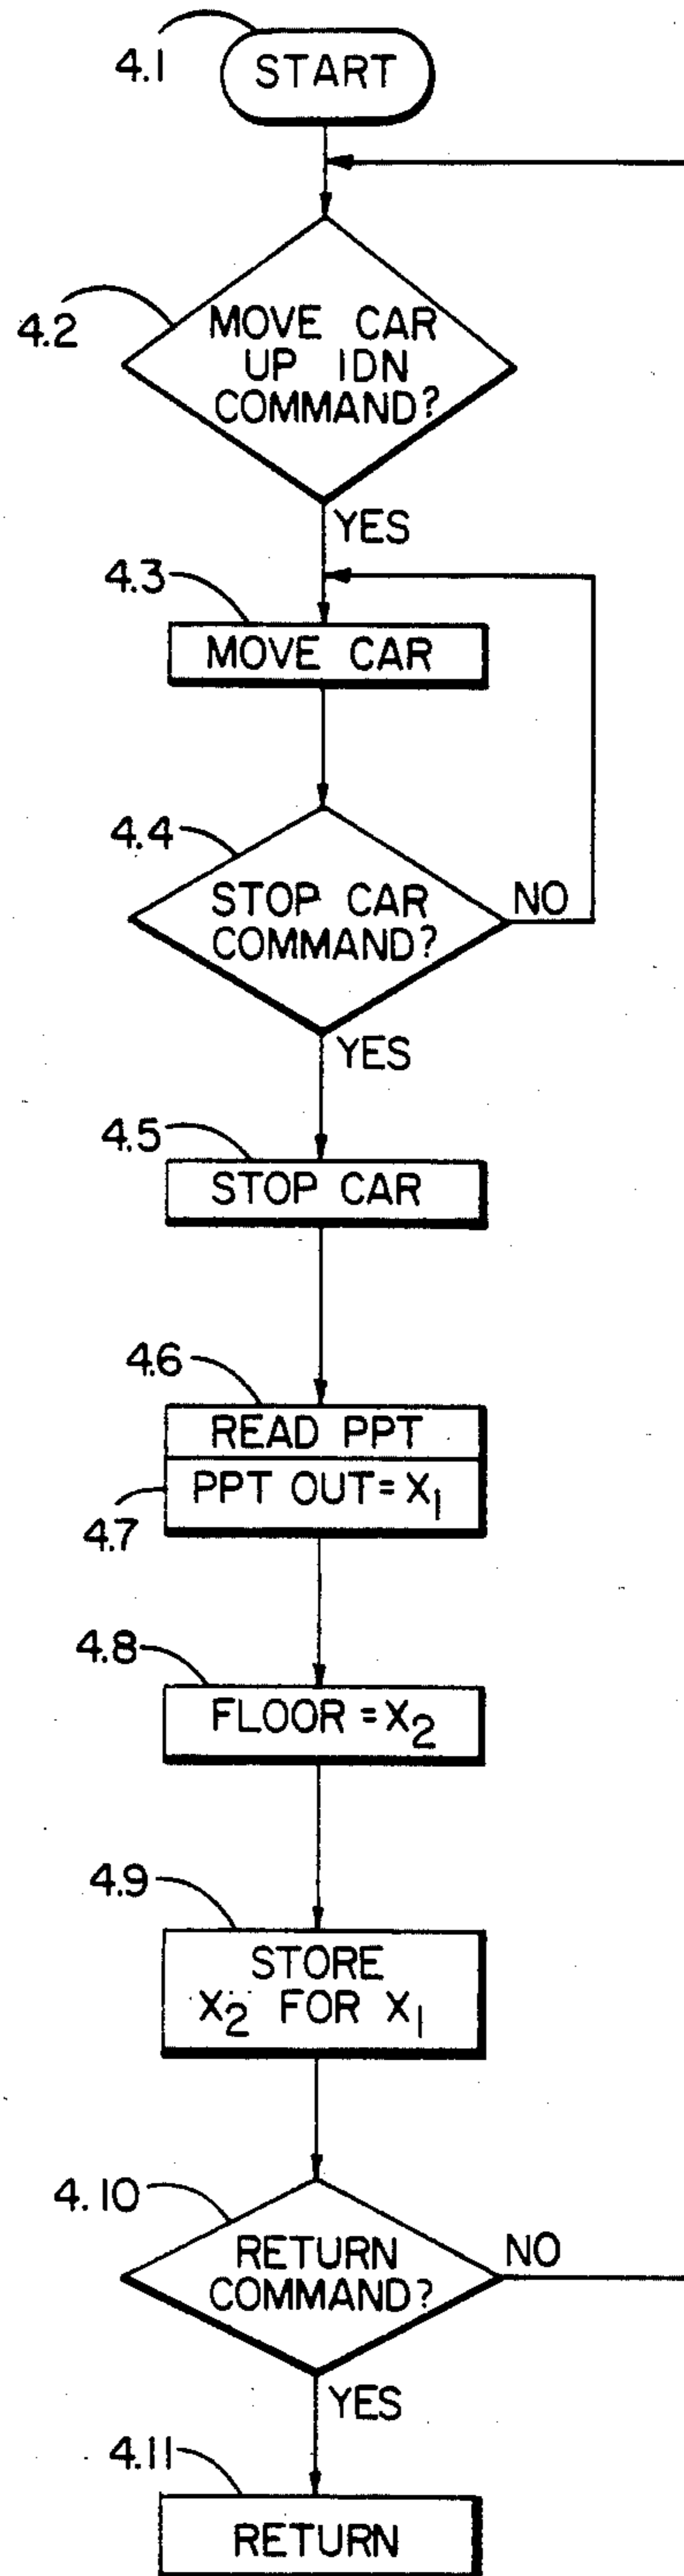 4.1
START
4.2
MOVE CAR
UP IDN
COMMAND?
YES
4.3
MOVE CAR
4.4
STOP CAR
COMMAND?
NO
YES
4.5
STOP CAR
4.6
READ PPT
PPT OUT = X1
4.7
4.8
FLOOR = X2
4.9
STORE
X2 FOR X1
4.10
RETURN
COMMAND?
NO
YES
4.11
RETURN